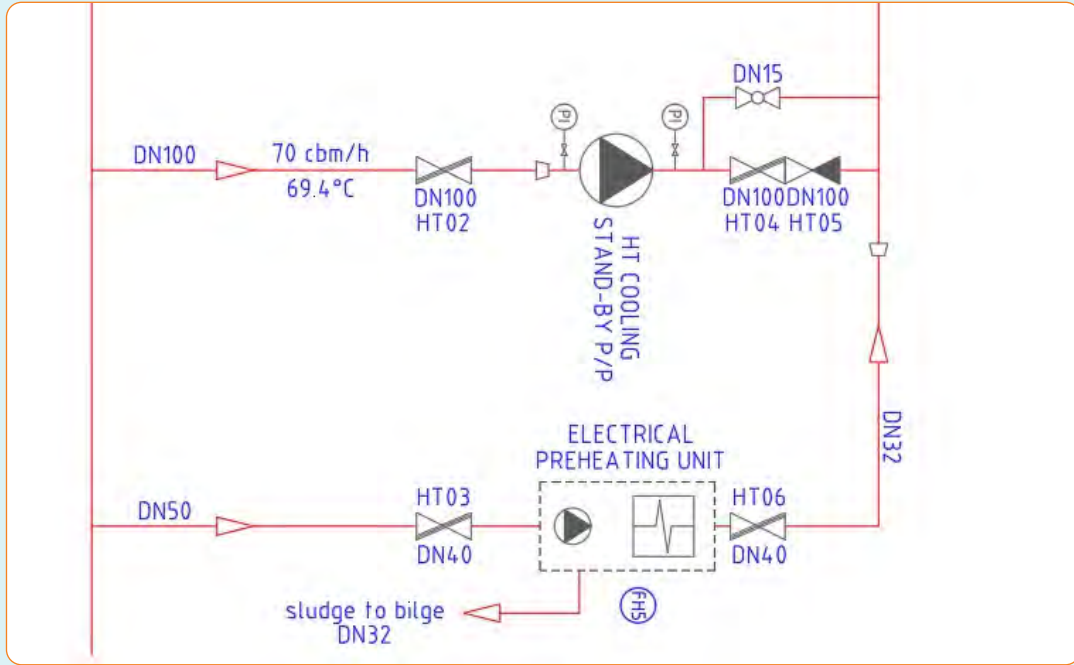 DN15
PI
PI
DN100
70 cbm/h
69.4°C
DN100
HT02
DN100
HT04
DN100
HT05
HT COOLING
STAND-BY P/P
DN32
ELECTRICAL
PREHEATING UNIT
DN50
HT03
DN40
HT06
DN40
FHS
sludge to bilge
DN32